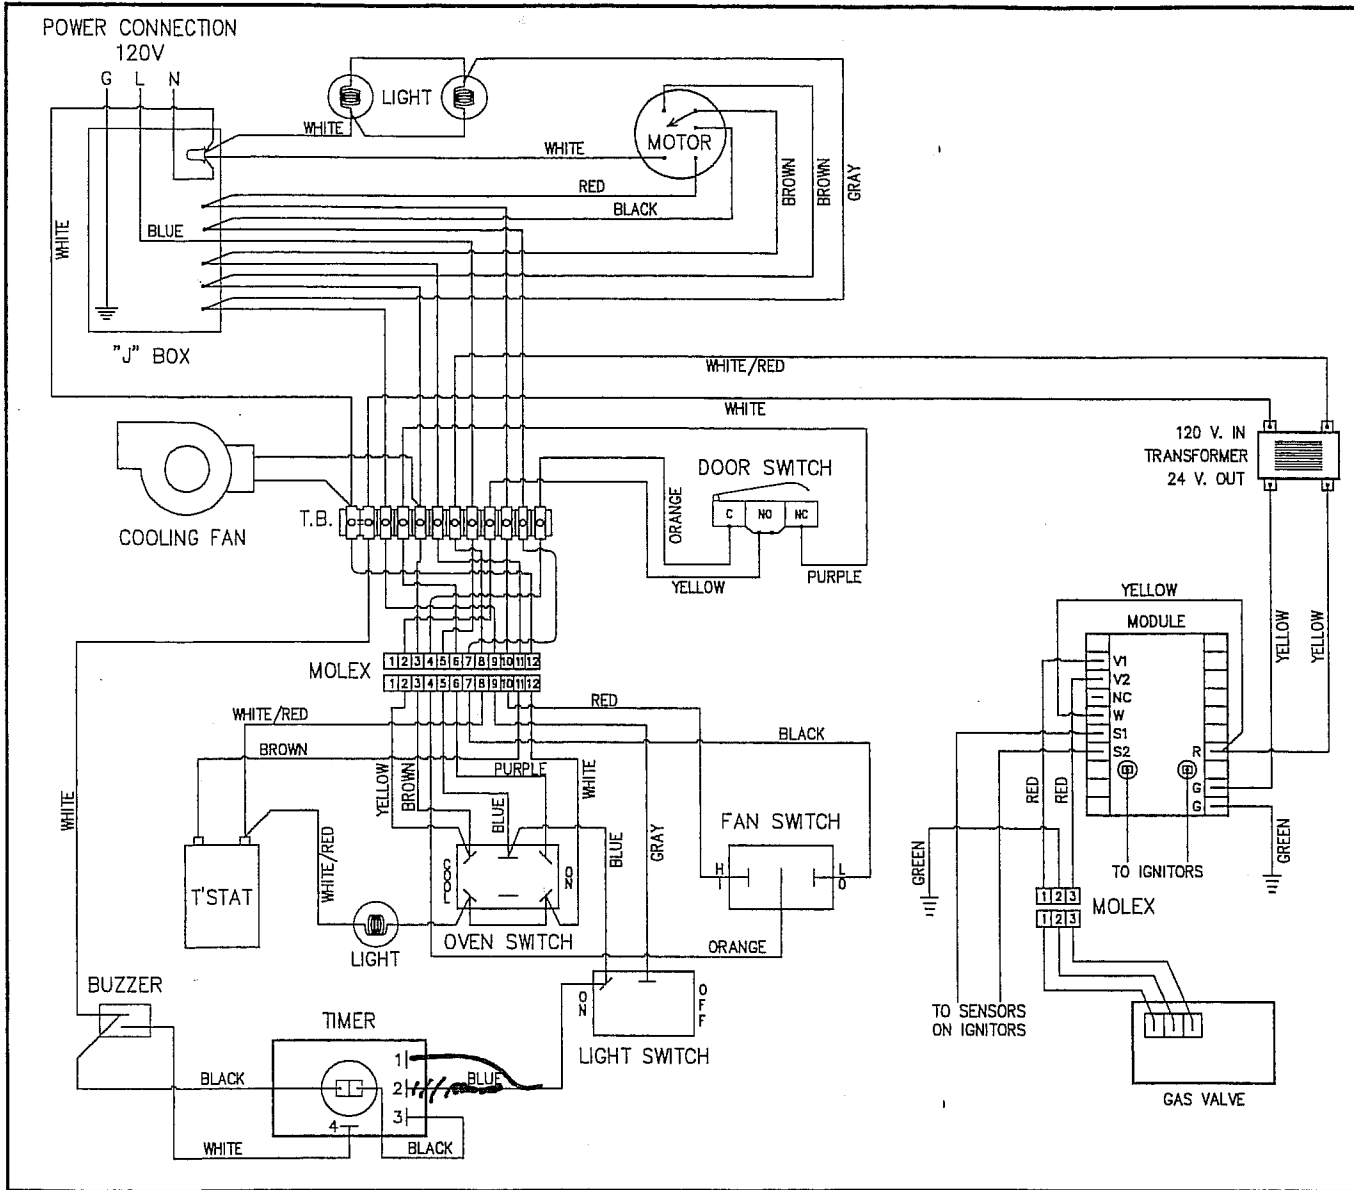 POWER CONNECTION
120V
G L N
LIGHT
WHITE
MOTOR
WHITE
RED
BLACK
BROWN
BROWN
GRAY
WHITE
BLUE
"J" BOX
WHITE/RED
WHITE
120 V. IN
TRANSFORMER
24 V. OUT
DOOR SWITCH
C NO NC
ORANGE
T.B.
COOLING FAN
YELLOW
PURPLE
YELLOW
MODULE
YELLOW
YELLOW
V1
V2
NC
W
S1
S2
R
G
G
MOLEX
1 2 3 4 5 6 7 8 9 10 11 12
1 2 3 4 5 6 7 8 9 10 11 12
RED
WHITE/RED
BLACK
BROWN
PURPLE
YELLOW
BROWN
BLUE
WHITE
WHITE
RED
RED
FAN SWITCH
HI
LO
BLUE
GRAY
GREEN
GREEN
TO IGNITORS
T'STAT
WHITE/RED
COOL
ON
1 2 3
1 2 3
MOLEX
LIGHT
OVEN SWITCH
ORANGE
BUZZER
TIMER
ON
OFF
LIGHT SWITCH
TO SENSORS
ON IGNITORS
1
BLACK
2
BLUE
3
4
WHITE
BLACK
GAS VALVE